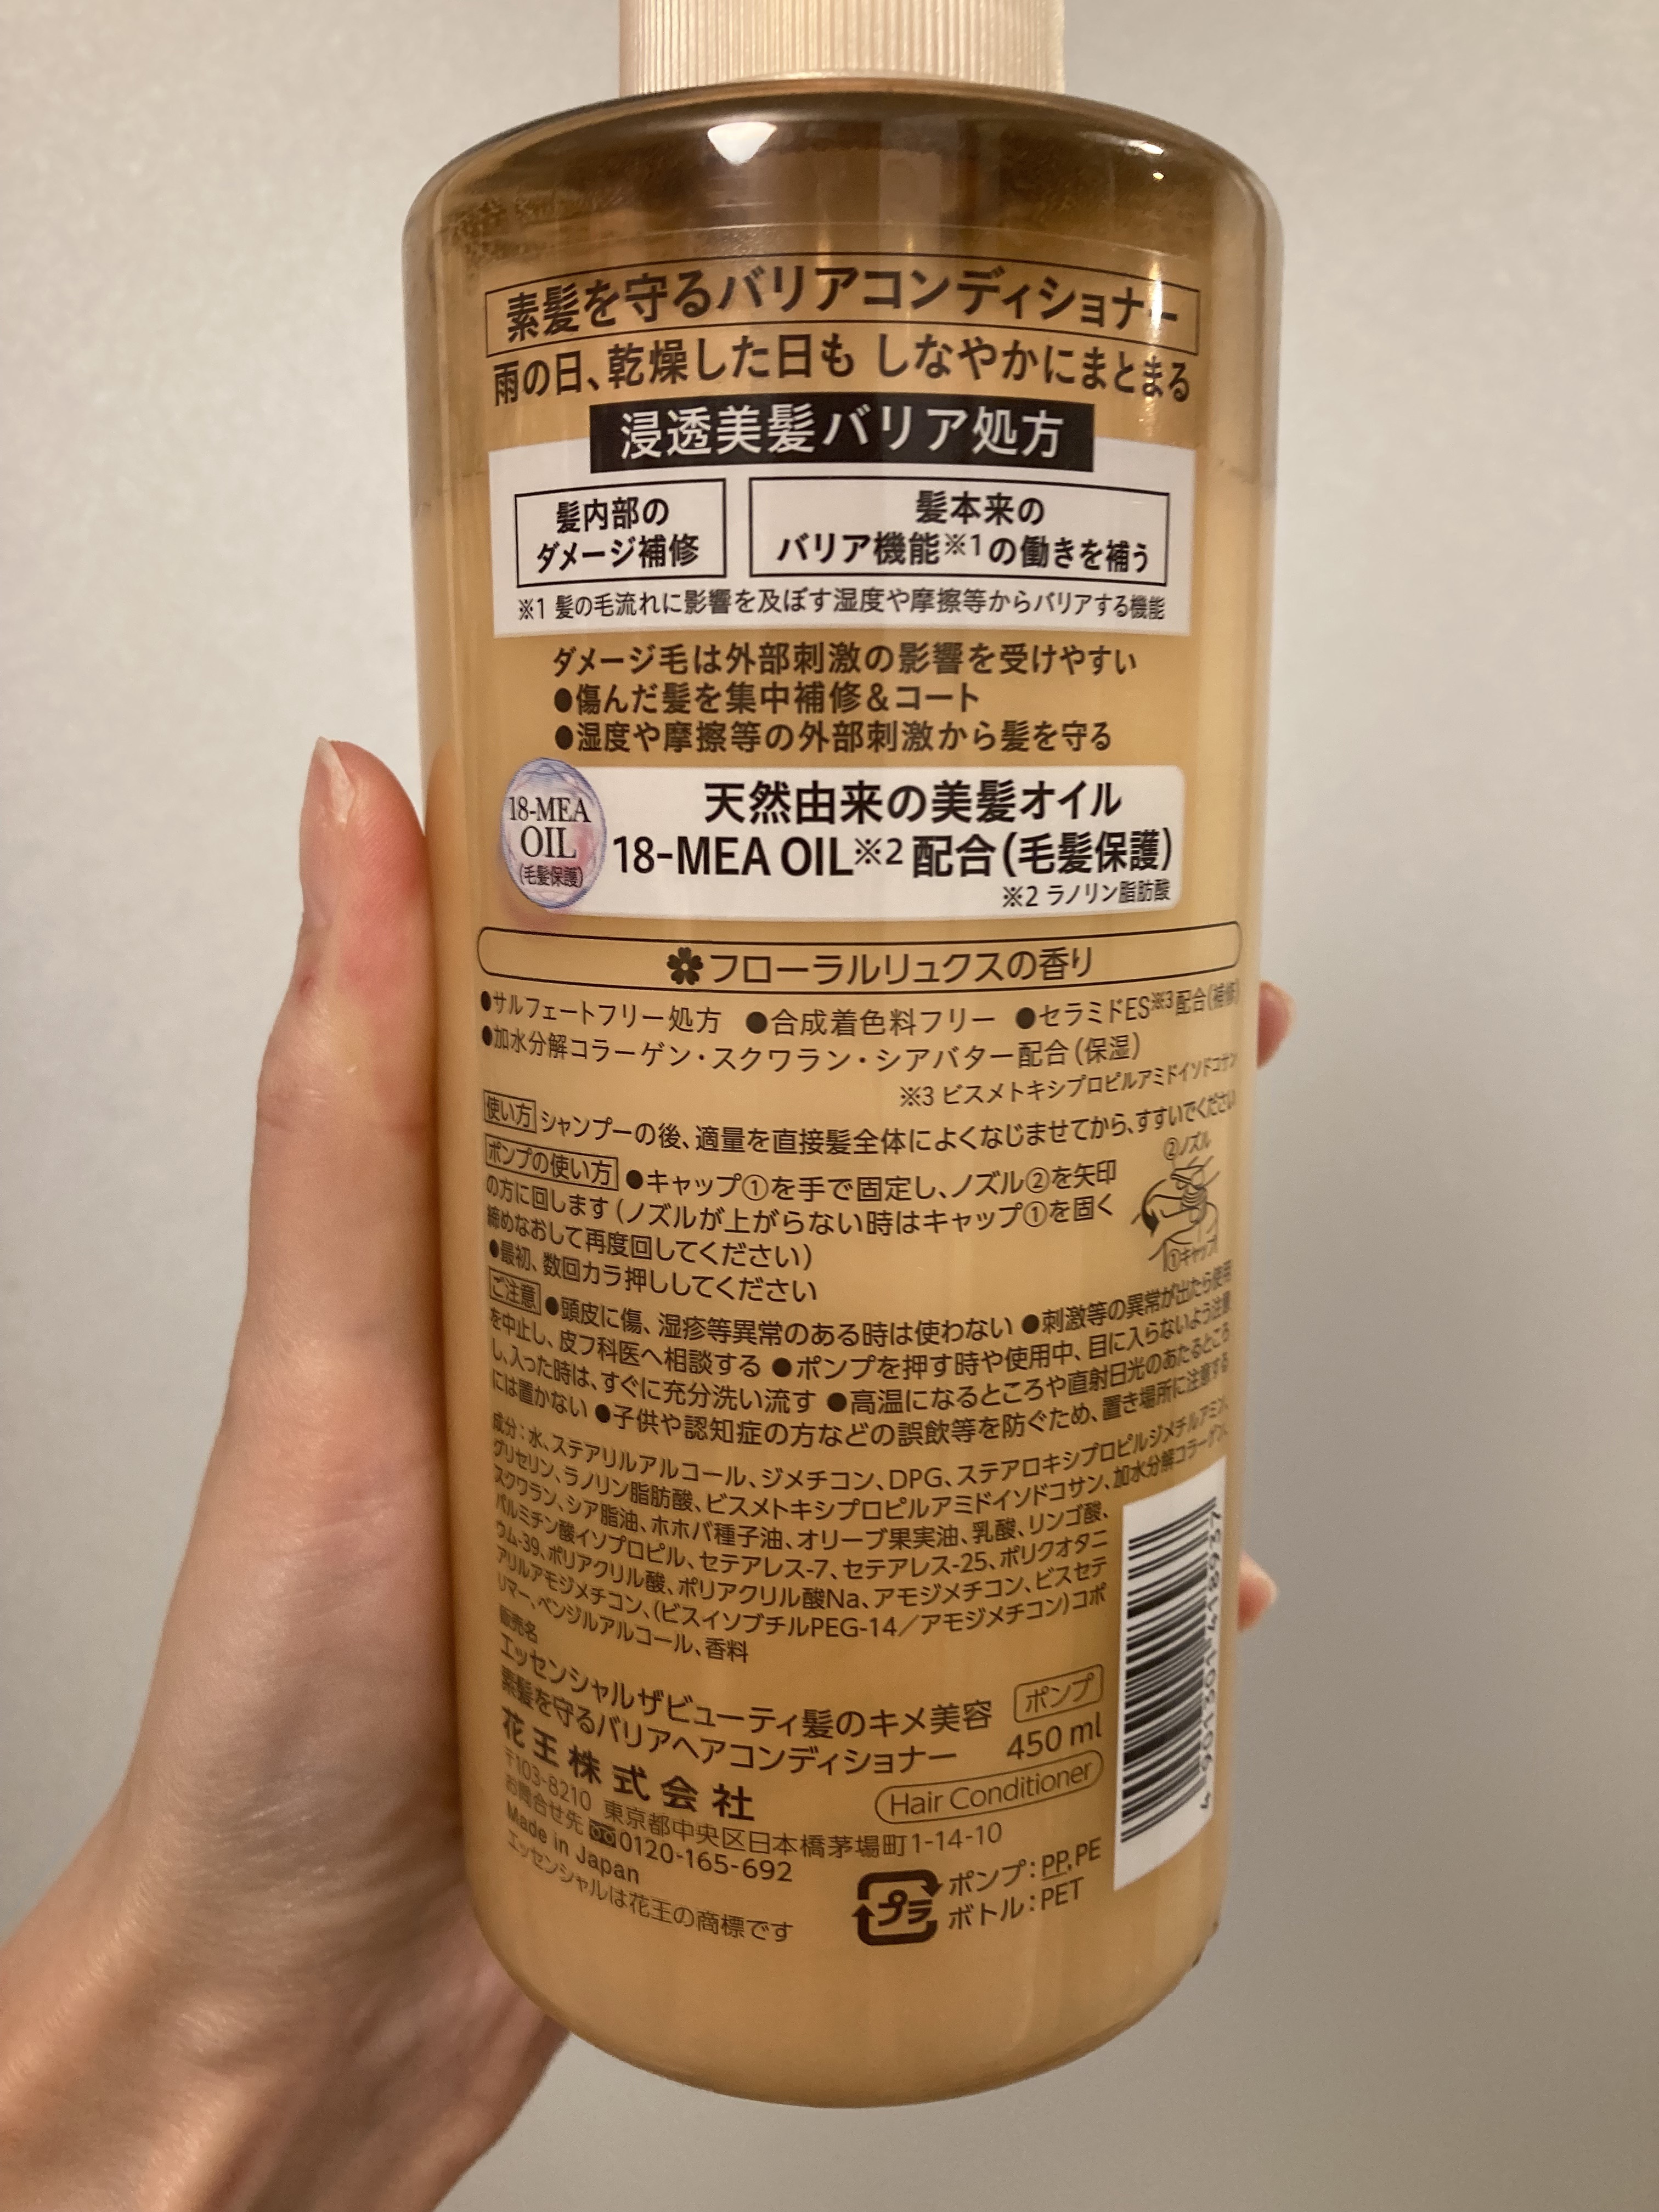 素髪を守るバリアコンディショナー
雨の日、乾燥した日も しなやかにまとまる
浸透美髪バリア処方
髪内部の
ダメージ補修
髪本来の
バリア機能※1の働きを補う
※1 髪の毛流れに影響を及ぼす湿度や摩擦等からバリアする機能
ダメージ毛は外部刺激の影響を受けやすい
●傷んだ髪を集中補修&コート
●湿度や摩擦等の外部刺激から髪を守る
18-MEA
OIL
(毛髪保護)
天然由来の美髪オイル
18-MEA OIL※2 配合(毛髪保護)
※2 ラノリン脂肪酸
フローラルリュクスの香り
●サルフェートフリー処方 ●合成着色料フリー ●セラミドES※3配合(補修)
●加水分解コラーゲン・スクワラン・シアバター配合(保湿)
※3 ビスメトキシプロピルアミドイソドコサン
使い方 シャンプーの後、適量を直接髪全体によくなじませてから、すすいでください
ポンプの使い方 ●キャップ①を手で固定し、ノズル②を矢印
の方に回します(ノズルが上がらない時はキャップ①を固く
締めなおして再度回してください)
●最初、数回カラ押ししてください
②ノズル
①キャップ
ご注意 ●頭皮に傷、湿疹等異常のある時は使わない ●刺激等の異常が出たら使用
を中止し、皮フ科医へ相談する ●ポンプを押す時や使用中、目に入らないよう注意
し、入った時は、すぐに充分洗い流す ●高温になるところや直射日光のあたるところ
には置かない ●子供や認知症の方などの誤飲等を防ぐため、置き場所に注意する
成分:水、ステアリルアルコール、ジメチコン、DPG、ステアロキシプロピルジメチルアミン、
グリセリン、ラノリン脂肪酸、ビスメトキシプロピルアミドイソドコサン、加水分解コラーゲン、
スクワラン、シア脂油、ホホバ種子油、オリーブ果実油、乳酸、リンゴ酸、
パルミチン酸イソプロピル、セテアレス-7、セテアレス-25、ポリクオタニ
ウム-39、ポリアクリル酸、ポリアクリル酸Na、アモジメチコン、ビスセテ
アリルアモジメチコン、(ビスイソブチルPEG-14/アモジメチコン)コポ
リマー、ベンジルアルコール、香料
販売名
エッセンシャルザビューティ髪のキメ美容
素髪を守るバリアヘアコンディショナー
ポンプ
450 ml
Hair Conditioner
花王株式会社
〒103-8210 東京都中央区日本橋茅場町1-14-10
お問合せ先 0120-165-692
Made in Japan
エッセンシャルは花王の商標です
プラ
ポンプ:PP,PE
ボトル:PET
4 901301 418937